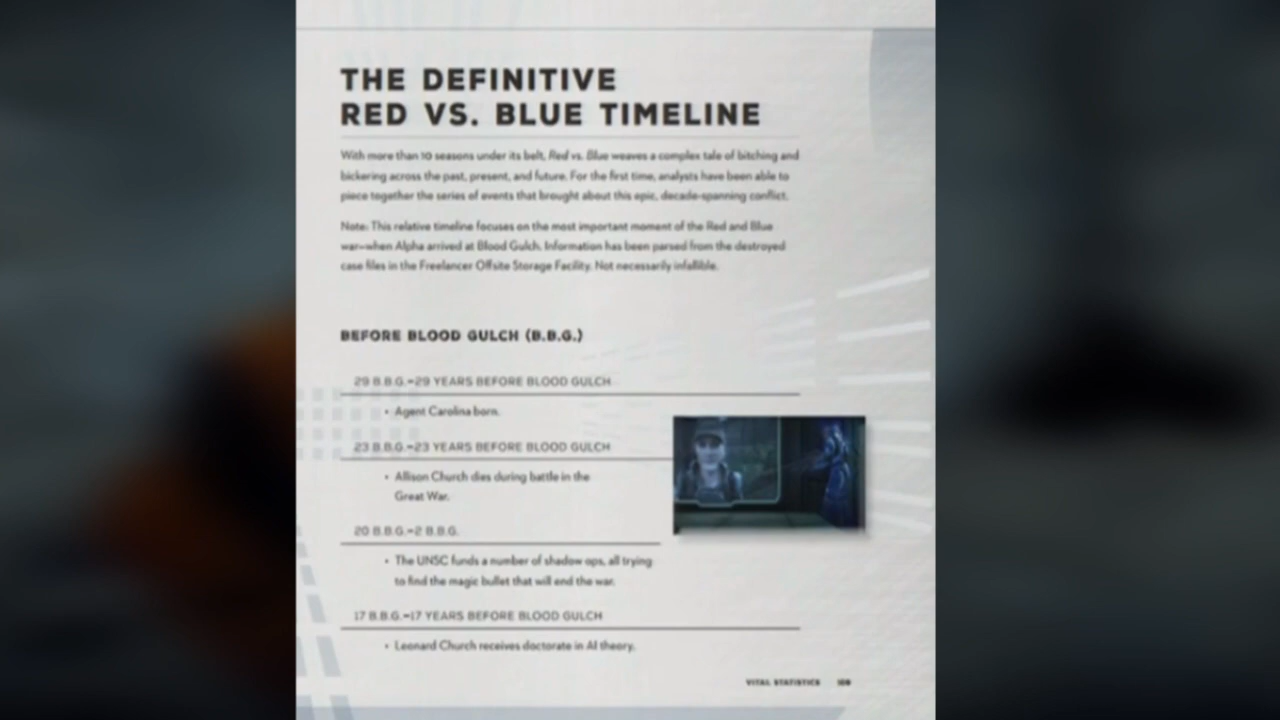 THE DEFINITIVE
RED VS. BLUE TIMELINE
With more than 10 seasons under its belt, Red vs. Blue weaves a complex tale of bitching and
bickering across the past, present, and future. For the first time, analysts have been able to
piece together the series of events that brought about this epic, decade-spanning conflict.
Note: This relative timeline focuses on the most important moment of the Red and Blue
war—when Alpha arrived at Blood Gulch. Information has been parsed from the destroyed
case files in the Freelancer Offsite Storage Facility. Not necessarily infallible.
BEFORE BLOOD GULCH (B.B.G.)
29 B.B.G.—29 YEARS BEFORE BLOOD GULCH
• Agent Carolina born.
23 B.B.G.—23 YEARS BEFORE BLOOD GULCH
• Allison Church dies during battle in the
Great War.
20 B.B.G.—2 B.B.G.
• The UNSC funds a number of shadow ops, all trying
to find the magic bullet that will end the war.
17 B.B.G.—17 YEARS BEFORE BLOOD GULCH
• Leonard Church receives doctorate in AI theory.
VITAL STATISTICS